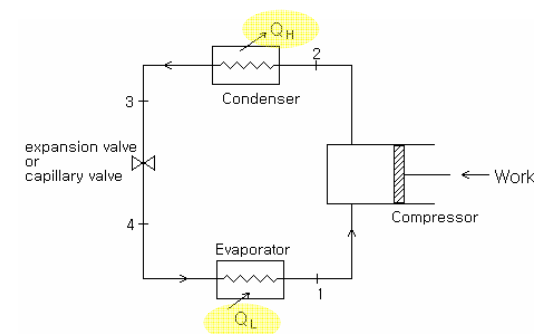 QH
2
Condenser
3
expansion valve
or
capillary valve
Work
Compressor
4
Evaporator
1
QL